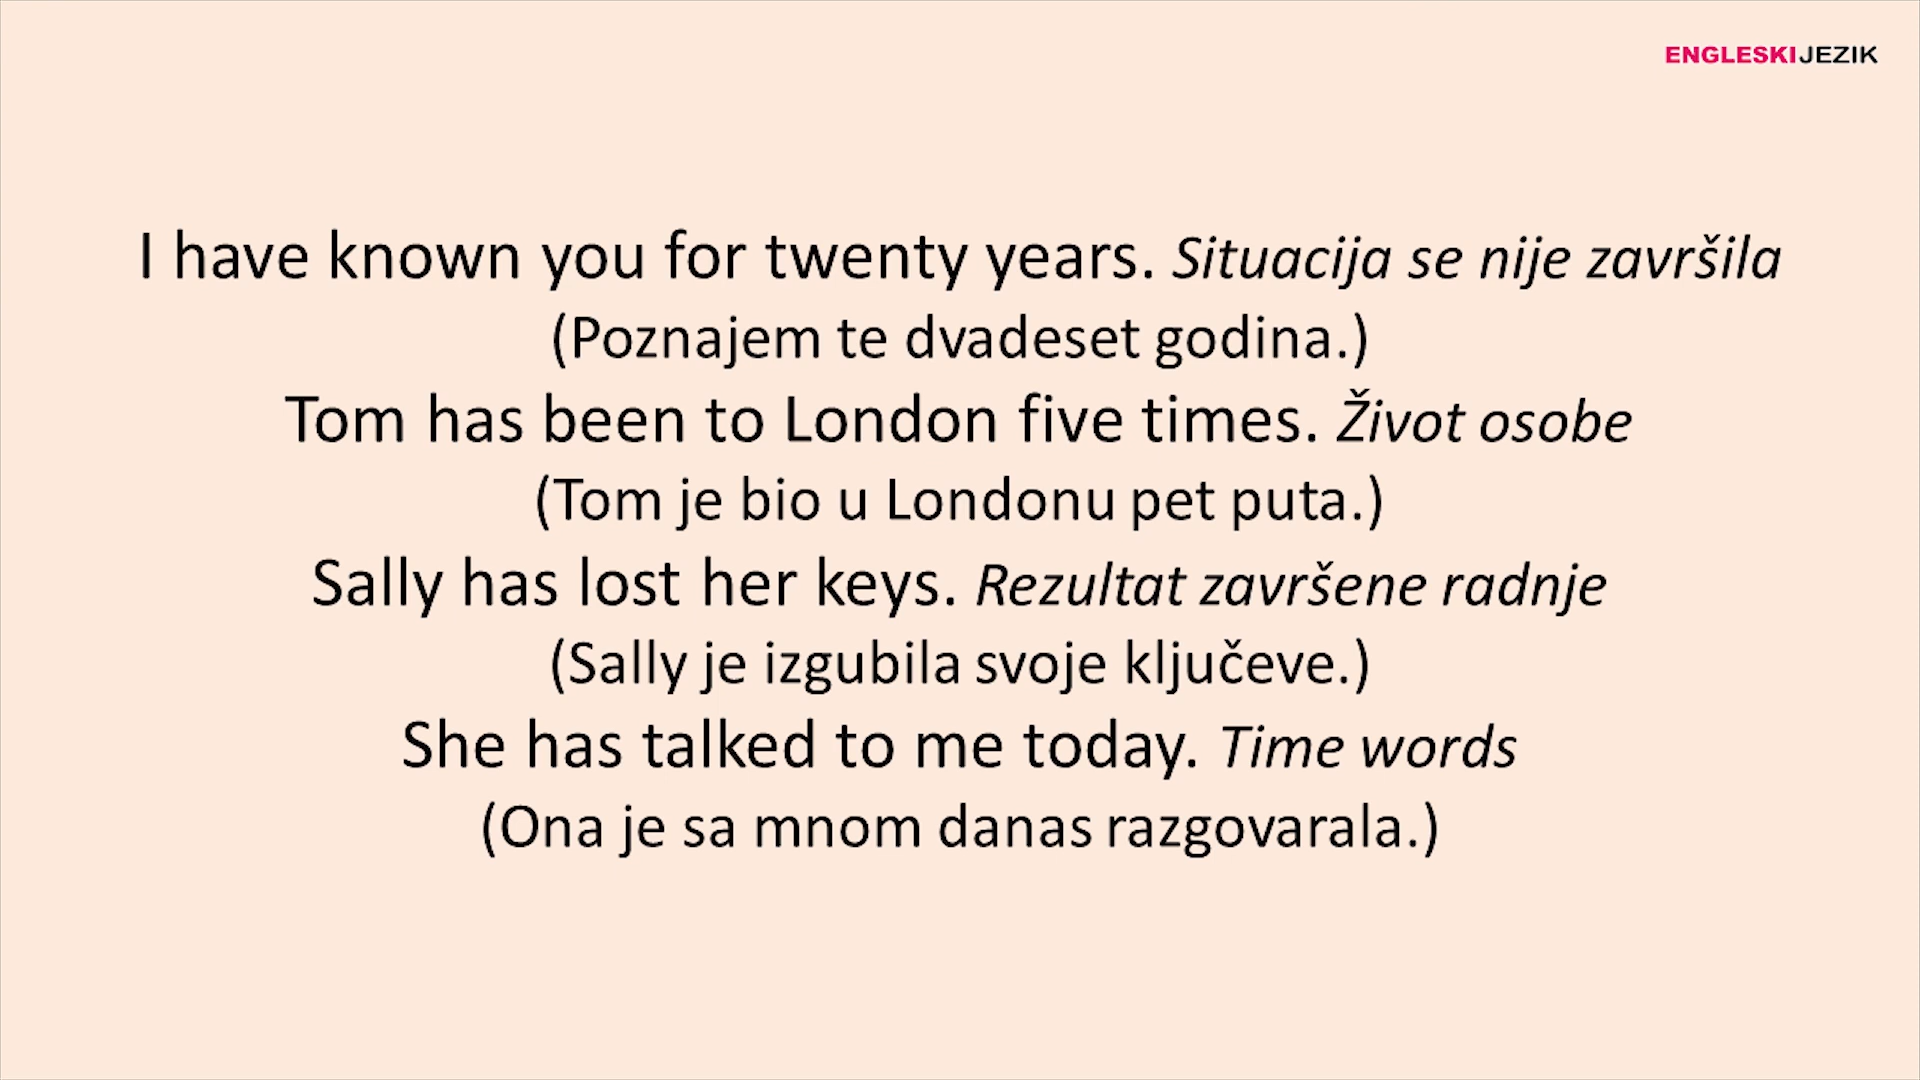 ENGLESKIJEZIK
I have known you for twenty years. Situacija se nije završila
(Poznajem te dvadeset godina.)
Tom has been to London five times. Život osobe
(Tom je bio u Londonu pet puta.)
Sally has lost her keys. Rezultat završene radnje
(Sally je izgubila svoje ključeve.)
She has talked to me today. Time words
(Ona je sa mnom danas razgovarala.)